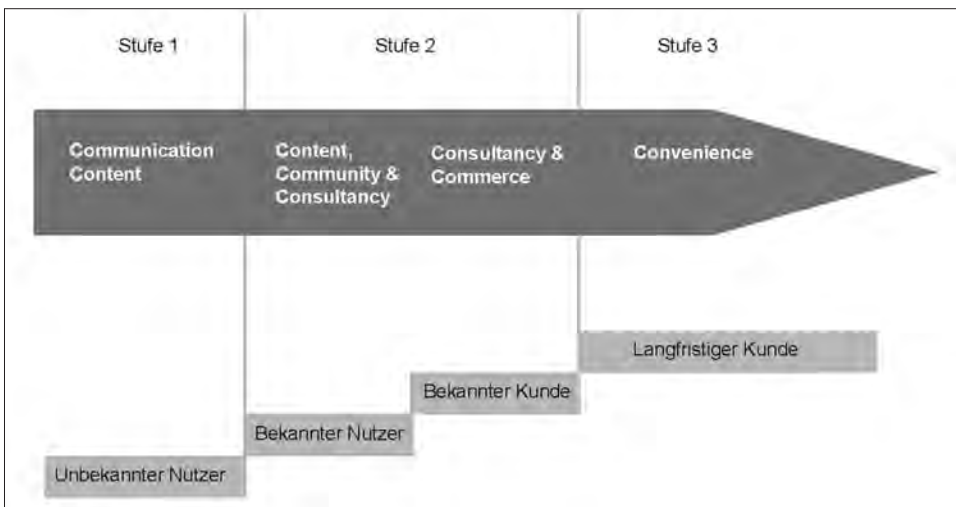 Stufe 1
Stufe 2
Stufe 3
Communication
Content
Content,
Community &
Consultancy
Consultancy &
Commerce
Convenience
Langfristiger Kunde
Bekannter Kunde
Bekannter Nutzer
Unbekannter Nutzer